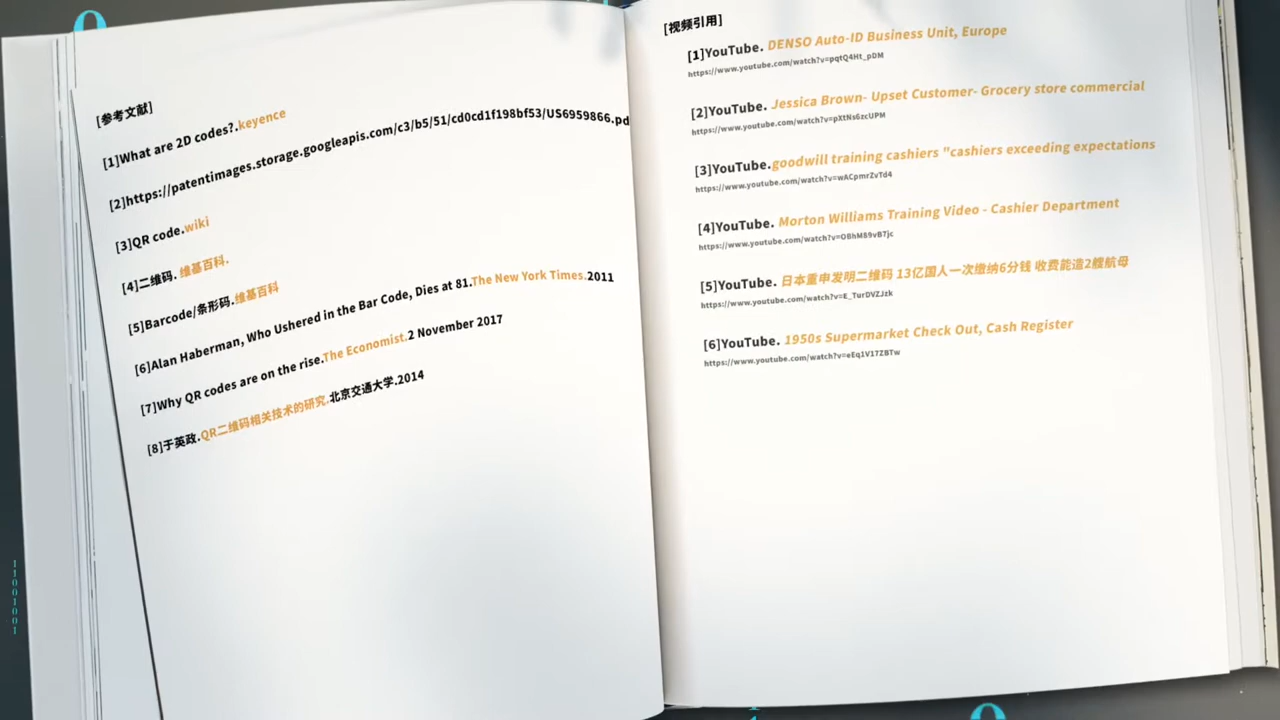 [参考文献]
[1]What are 2D codes?.keyence
[2]https://patentimages.storage.googleapis.com/c3/b5/51/cd0cd1f198bf53/US6959866.pd
[3]QR code.wiki
[4]二维码. 维基百科.
[5]Barcode/条形码.维基百科
[6]Alan Haberman, Who Ushered in the Bar Code, Dies at 81.The New York Times.2011
[7]Why QR codes are on the rise.The Economist.2 November 2017
[8]于英政.QR二维码相关技术的研究.北京交通大学.2014
[视频引用]
[1]YouTube. DENSO Auto-ID Business Unit, Europe
https://www.youtube.com/watch?v=pqtQ4Ht_pDM
[2]YouTube. Jessica Brown- Upset Customer- Grocery store commercial
https://www.youtube.com/watch?v=pXtNs6zcUPM
[3]YouTube.goodwill training cashiers "cashiers exceeding expectations
https://www.youtube.com/watch?v=wACpmrZvTd4
[4]YouTube. Morton Williams Training Video - Cashier Department
https://www.youtube.com/watch?v=OBhM89vB7jc
[5]YouTube. 日本重申发明二维码 13亿国人一次缴纳6分钱 收费能造2艘航母
https://www.youtube.com/watch?v=E_TurDVZJzk
[6]YouTube. 1950s Supermarket Check Out, Cash Register
https://www.youtube.com/watch?v=eEq1V17ZBTw
1101001